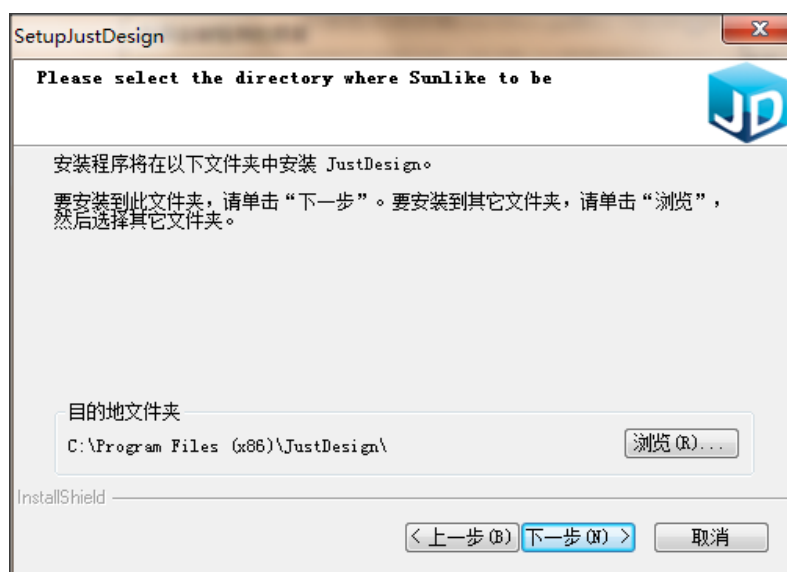 SetupJustDesign
Please select the directory where Sunlike to be
JD
安装程序将在以下文件夹中安装 JustDesign。
要安装到此文件夹，请单击“下一步”。要安装到其它文件夹，请单击“浏览”，
然后选择其它文件夹。
目的地文件夹
C:\Program Files (x86)\JustDesign\
浏览(R)...
InstallShield
< 上一步(B)
下一步(N) >
取消